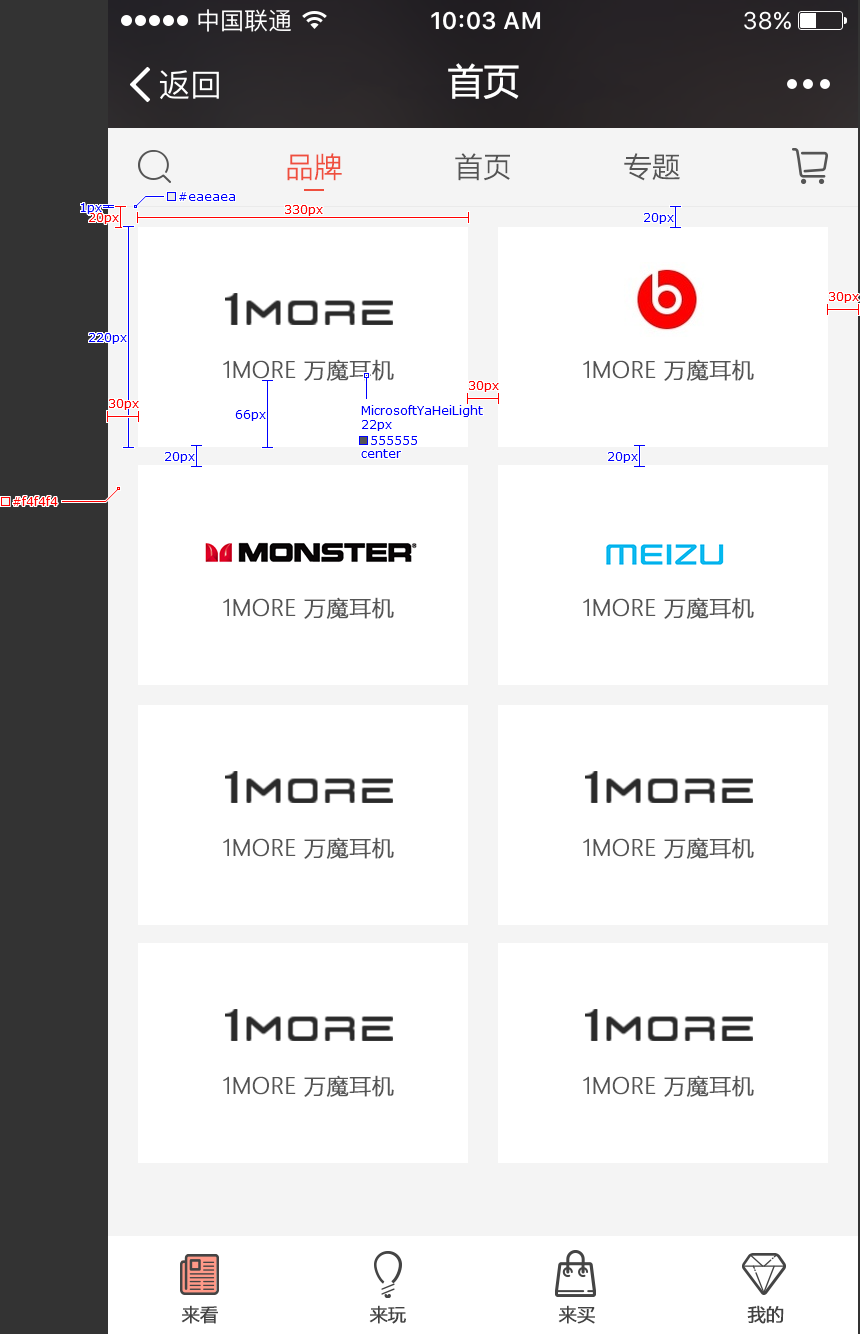 中国联通 10:03 AM 38%
返回 首页
品牌 首页 专题
#eaeaea
1px
20px 330px 20px
30px
220px
1MORE b
1MORE 万魔耳机 1MORE 万魔耳机
30px
30px
66px
MicrosoftYaHeiLight
22px
555555
center
20px 20px
#f4f4f4
MONSTER MEIZU
1MORE 万魔耳机 1MORE 万魔耳机
1MORE 1MORE
1MORE 万魔耳机 1MORE 万魔耳机
1MORE 1MORE
1MORE 万魔耳机 1MORE 万魔耳机
来看 来玩 来买 我的